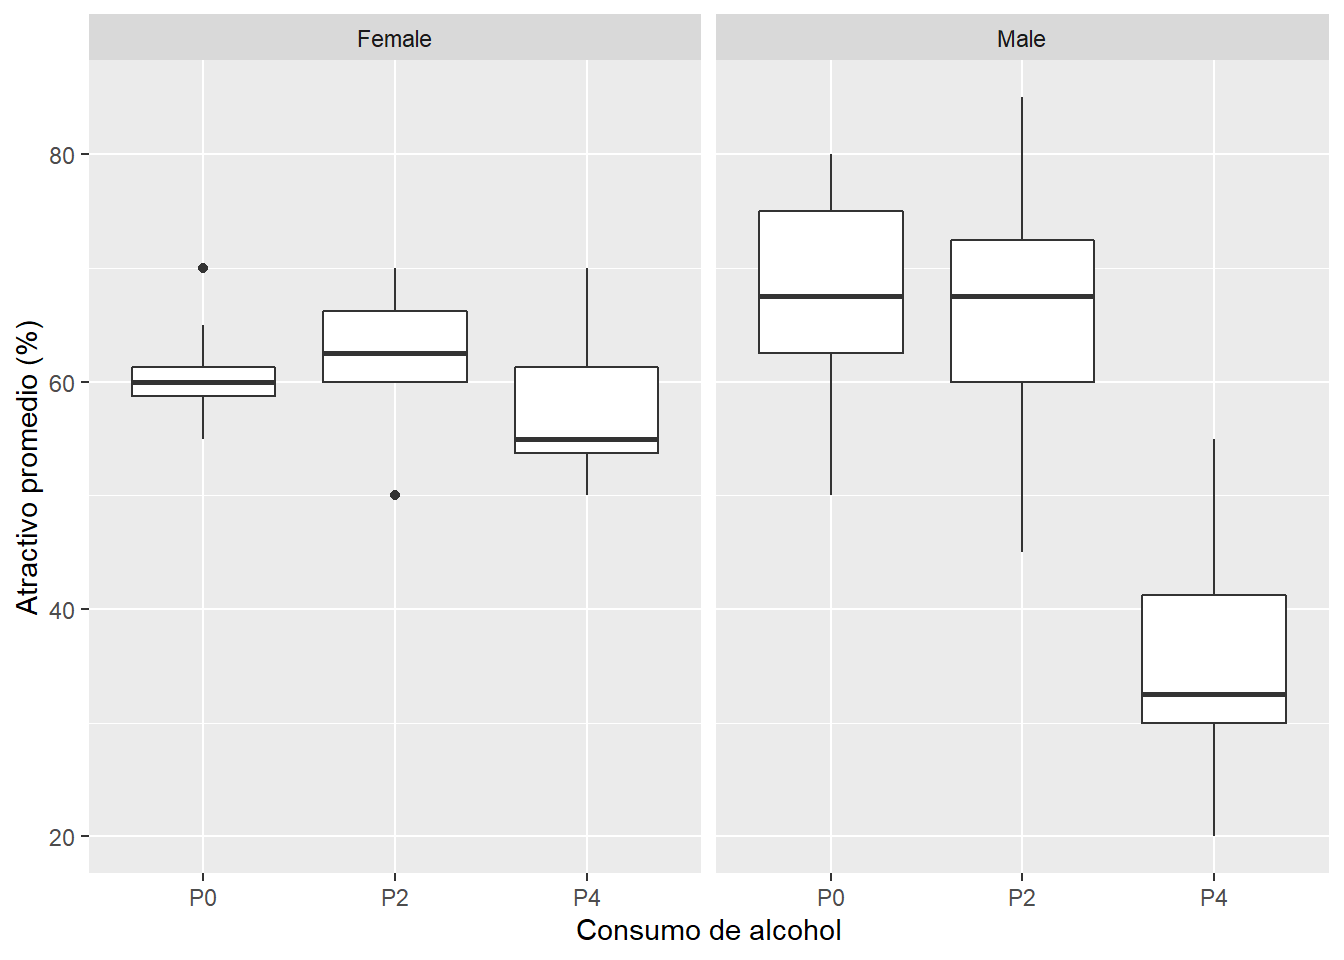 Female
Male
Atractivo promedio (%)
80
60
40
20
P0
P2
P4
P0
P2
P4
Consumo de alcohol